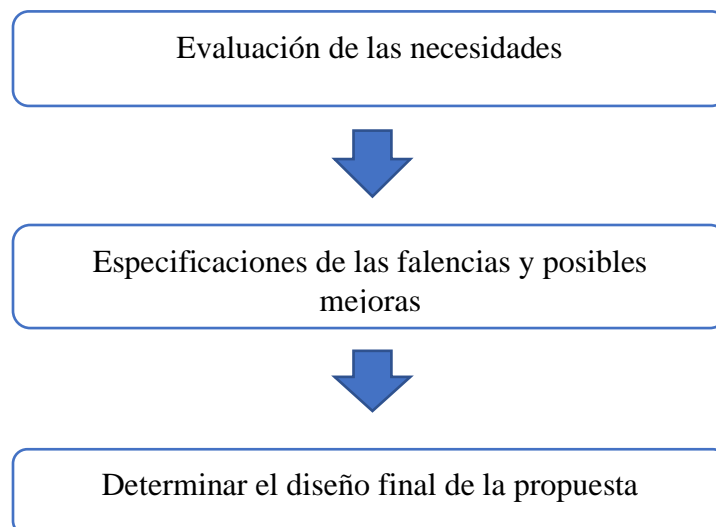 Evaluación de las necesidades
Especificaciones de las falencias y posibles
mejoras
Determinar el diseño final de la propuesta